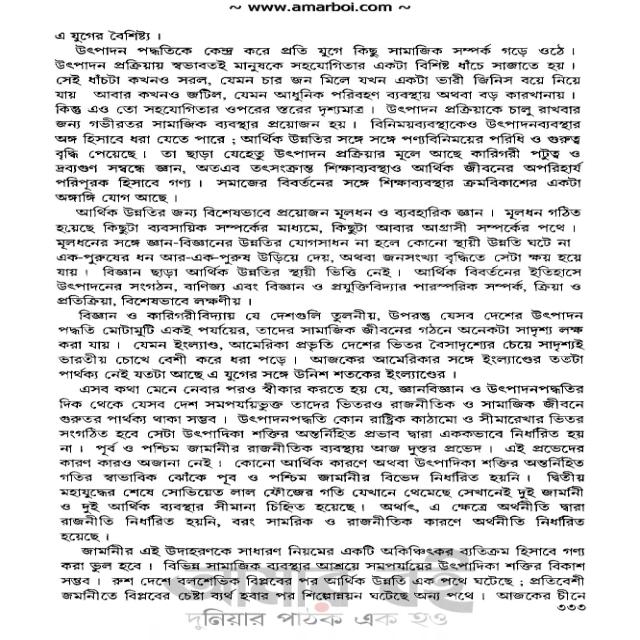 ~ www.amarboi.com ~
এ যুগের বৈশিষ্ট্য ।
উৎপাদন পদ্ধতিকে কেন্দ্র করে প্রতি যুগে কিছু সামাজিক সম্পর্ক গড়ে ওঠে ।
উৎপাদন প্রক্রিয়ায় স্বভাবতই মানুষকে সহযোগিতার একটা বিশিষ্ট ধাঁচে সাজাতে হয় ।
সেই ধাঁচটা কখনও সরল, যেমন চার জন মিলে যখন একটা ভারী জিনিস বয়ে নিয়ে
যায় আবার কখনও জটিল, যেমন আধুনিক পরিবহণ ব্যবস্থায় অথবা বড় কারখানায় ।
কিন্তু এও তো সহযোগিতার ওপরের স্তরের দৃশ্যমাত্র । উৎপাদন প্রক্রিয়াকে চালু রাখবার
জন্য গভীরতর সামাজিক ব্যবস্থার প্রয়োজন হয় । বিনিময়ব্যবস্থাকেও উৎপাদনব্যবস্থার
অঙ্গ হিসাবে ধরা যেতে পারে ; আর্থিক উন্নতির সঙ্গে সঙ্গে পণ্যবিনিময়ের পরিধি ও গুরুত্ব
বৃদ্ধি পেয়েছে । তা ছাড়া যেহেতু উৎপাদন প্রক্রিয়ার মূলে আছে কারিগরী পটুত্ব ও
দ্রব্যগুণ সম্বন্ধে জ্ঞান, অতএব তৎসংক্রান্ত শিক্ষাব্যবস্থাও আর্থিক জীবনের অপরিহার্য
পরিপূরক হিসাবে গণ্য । সমাজের বিবর্তনের সঙ্গে শিক্ষাব্যবস্থার ক্রমবিকাশের একটা
অঙ্গাঙ্গি যোগ আছে ।
আর্থিক উন্নতির জন্য বিশেষভাবে প্রয়োজন মূলধন ও ব্যবহারিক জ্ঞান । মূলধন গঠিত
হয়েছে কিছুটা ব্যবসায়িক সম্পর্কের মাধ্যমে, কিছুটা আবার আগ্রাসী সম্পর্কের পথে ।
মূলধনের সঙ্গে জ্ঞান-বিজ্ঞানের উন্নতির যোগসাধন না হলে কোনো স্থায়ী উন্নতি ঘটে না
এক-পুরুষের ধন আর-এক-পুরুষ উড়িয়ে দেয়, অথবা জনসংখ্যা বৃদ্ধিতে সেটা ক্ষয় হয়ে
যায় । বিজ্ঞান ছাড়া আর্থিক উন্নতির স্থায়ী ভিত্তি নেই । আর্থিক বিবর্তনের ইতিহাসে
উৎপাদনের সংগঠন, বাণিজ্য এবং বিজ্ঞান ও প্রযুক্তিবিদ্যার পারস্পরিক সম্পর্ক, ক্রিয়া ও
প্রতিক্রিয়া, বিশেষভাবে লক্ষণীয় ।
বিজ্ঞান ও কারিগরীবিদ্যায় যে দেশগুলি তুলনীয়, উপরন্তু যেসব দেশের উৎপাদন
পদ্ধতি মোটামুটি একই পর্যায়ের, তাদের সামাজিক জীবনের গঠনে অনেকটা সাদৃশ্য লক্ষ
করা যায় । যেমন ইংল্যাণ্ড, আমেরিকা প্রভৃতি দেশের ভিতর বৈসাদৃশ্যের চেয়ে সাদৃশ্যই
ভারতীয় চোখে বেশী করে ধরা পড়ে । আজকের আমেরিকার সঙ্গে ইংল্যাণ্ডের ততটা
পার্থক্য নেই যতটা আছে এ যুগের সঙ্গে উনিশ শতকের ইংল্যাণ্ডের ।
এসব কথা মেনে নেবার পরও স্বীকার করতে হয় যে, জ্ঞানবিজ্ঞান ও উৎপাদনপদ্ধতির
দিক থেকে যেসব দেশ সমপর্যায়ভুক্ত তাদের ভিতরও রাজনীতিক ও সামাজিক জীবনে
গুরুতর পার্থক্য থাকা সম্ভব । উৎপাদনপদ্ধতি কোন রাষ্ট্রিক কাঠামো ও সীমারেখার ভিতর
সংগঠিত হবে সেটা উৎপাদিকা শক্তির অন্তর্নিহিত প্রভাব দ্বারা এককভাবে নির্ধারিত হয়
না । পূর্ব ও পশ্চিম জার্মানীর রাজনীতিক ব্যবস্থায় আজ দুস্তর প্রভেদ । এই প্রভেদের
কারণ কারও অজানা নেই : কোনো আর্থিক কারণে অথবা উৎপাদিকা শক্তির অন্তর্নিহিত
গতির স্বাভাবিক ঝোঁকে পূর্ব ও পশ্চিম জার্মানীর বিভেদ নির্ধারিত হয়নি । দ্বিতীয়
মহাযুদ্ধের শেষে সোভিয়েত লাল ফৌজের গতি যেখানে থেমেছে সেখানেই দুই জার্মানী
ও দুই আর্থিক ব্যবস্থার সীমানা চিহ্নিত হয়েছে । অর্থাৎ, এ ক্ষেত্রে অর্থনীতি দ্বারা
রাজনীতি নির্ধারিত হয়নি, বরং সামরিক ও রাজনীতিক কারণে অর্থনীতি নির্ধারিত
হয়েছে ।
জার্মানীর এই উদাহরণকে সাধারণ নিয়মের একটি অকিঞ্চিৎকর ব্যতিক্রম হিসাবে গণ্য
করা ভুল হবে । বিভিন্ন সামাজিক ব্যবস্থার আশ্রয়ে সমপর্যায়ের উৎপাদিকা শক্তির বিকাশ
সম্ভব । রুশ দেশে বলশেভিক বিপ্লবের পর আর্থিক উন্নতি এক পথে ঘটেছে ; প্রতিবেশী
জার্মানীতে বিপ্লবের চেষ্টা ব্যর্থ হবার পর শিল্পোন্নয়ন ঘটেছে অন্য পথে । আজকের চীনে
৩৩৩
আমার বই
দুনিয়ার পাঠক এক হও